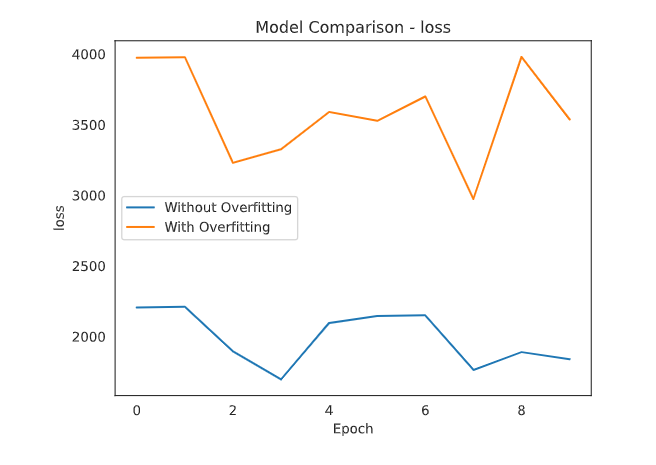 Model Comparison - loss
4000
3500
3000
2500
2000
loss
Without Overfitting
With Overfitting
0 2 4 6 8
Epoch